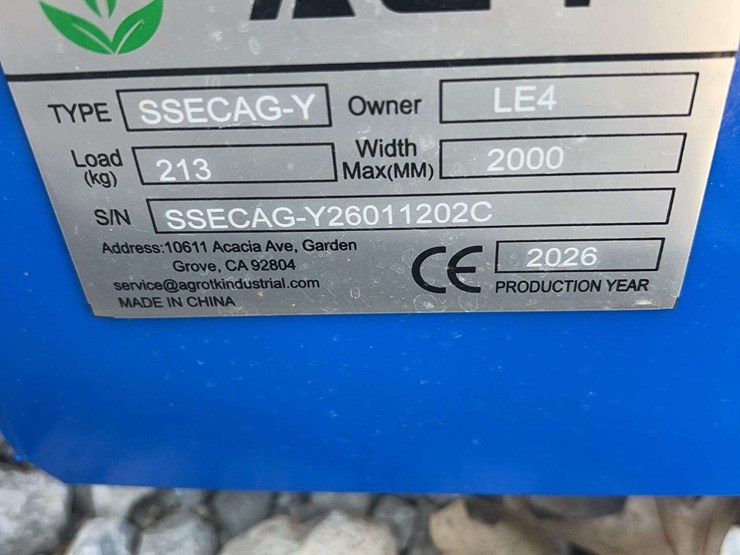 TYPE SSECAG-Y Owner LE4
Load (kg) 213 Width Max(MM) 2000
S/N SSECAG-Y26011202C
Address:10611 Acacia Ave, Garden
Grove, CA 92804
service@agrotkindustrial.com
MADE IN CHINA
CE 2026
PRODUCTION YEAR